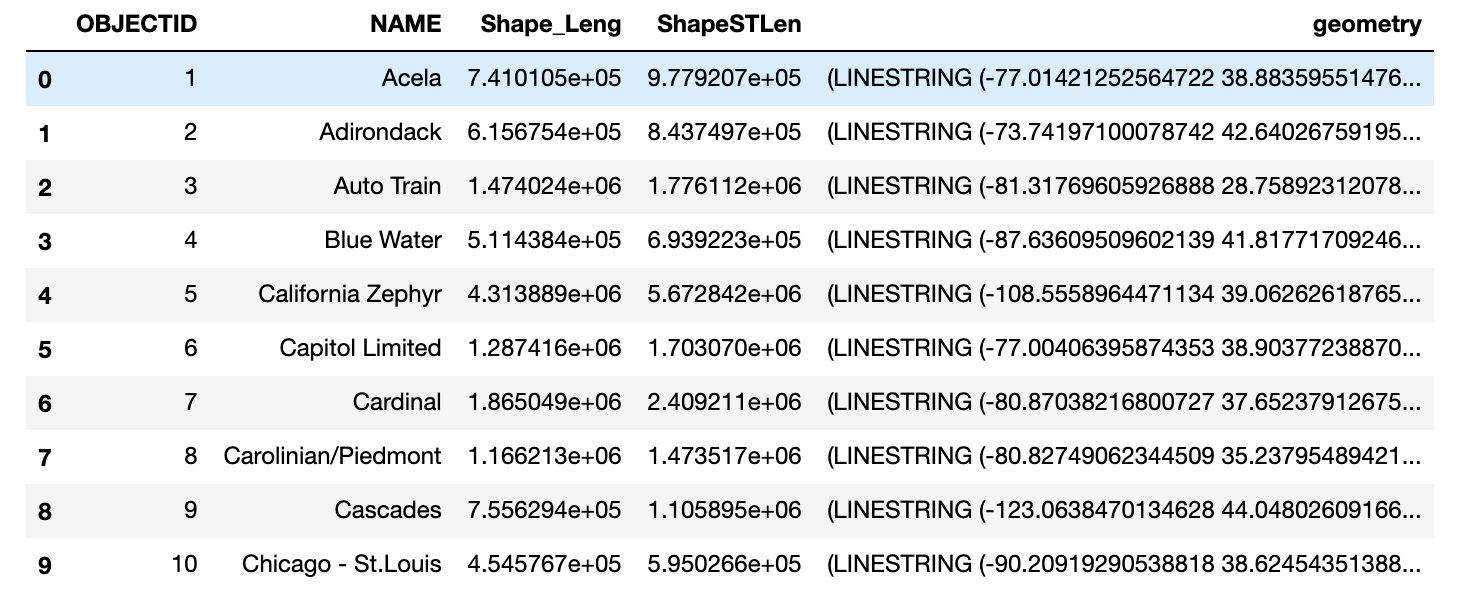 OBJECTID NAME Shape_Leng ShapeSTLen geometry
0 1 Acela 7.410105e+05 9.779207e+05 (LINESTRING (-77.01421252564722 38.88359551476...
1 2 Adirondack 6.156754e+05 8.437497e+05 (LINESTRING (-73.74197100078742 42.64026759195...
2 3 Auto Train 1.474024e+06 1.776112e+06 (LINESTRING (-81.31769605926888 28.75892312078...
3 4 Blue Water 5.114384e+05 6.939223e+05 (LINESTRING (-87.63609509602139 41.81771709246...
4 5 California Zephyr 4.313889e+06 5.672842e+06 (LINESTRING (-108.5558964471134 39.06262618765...
5 6 Capitol Limited 1.287416e+06 1.703070e+06 (LINESTRING (-77.00406395874353 38.90377238870...
6 7 Cardinal 1.865049e+06 2.409211e+06 (LINESTRING (-80.87038216800727 37.65237912675...
7 8 Carolinian/Piedmont 1.166213e+06 1.473517e+06 (LINESTRING (-80.82749062344509 35.23795489421...
8 9 Cascades 7.556294e+05 1.105895e+06 (LINESTRING (-123.0638470134628 44.04802609166...
9 10 Chicago - St.Louis 4.545767e+05 5.950266e+05 (LINESTRING (-90.20919290538818 38.62454351388...